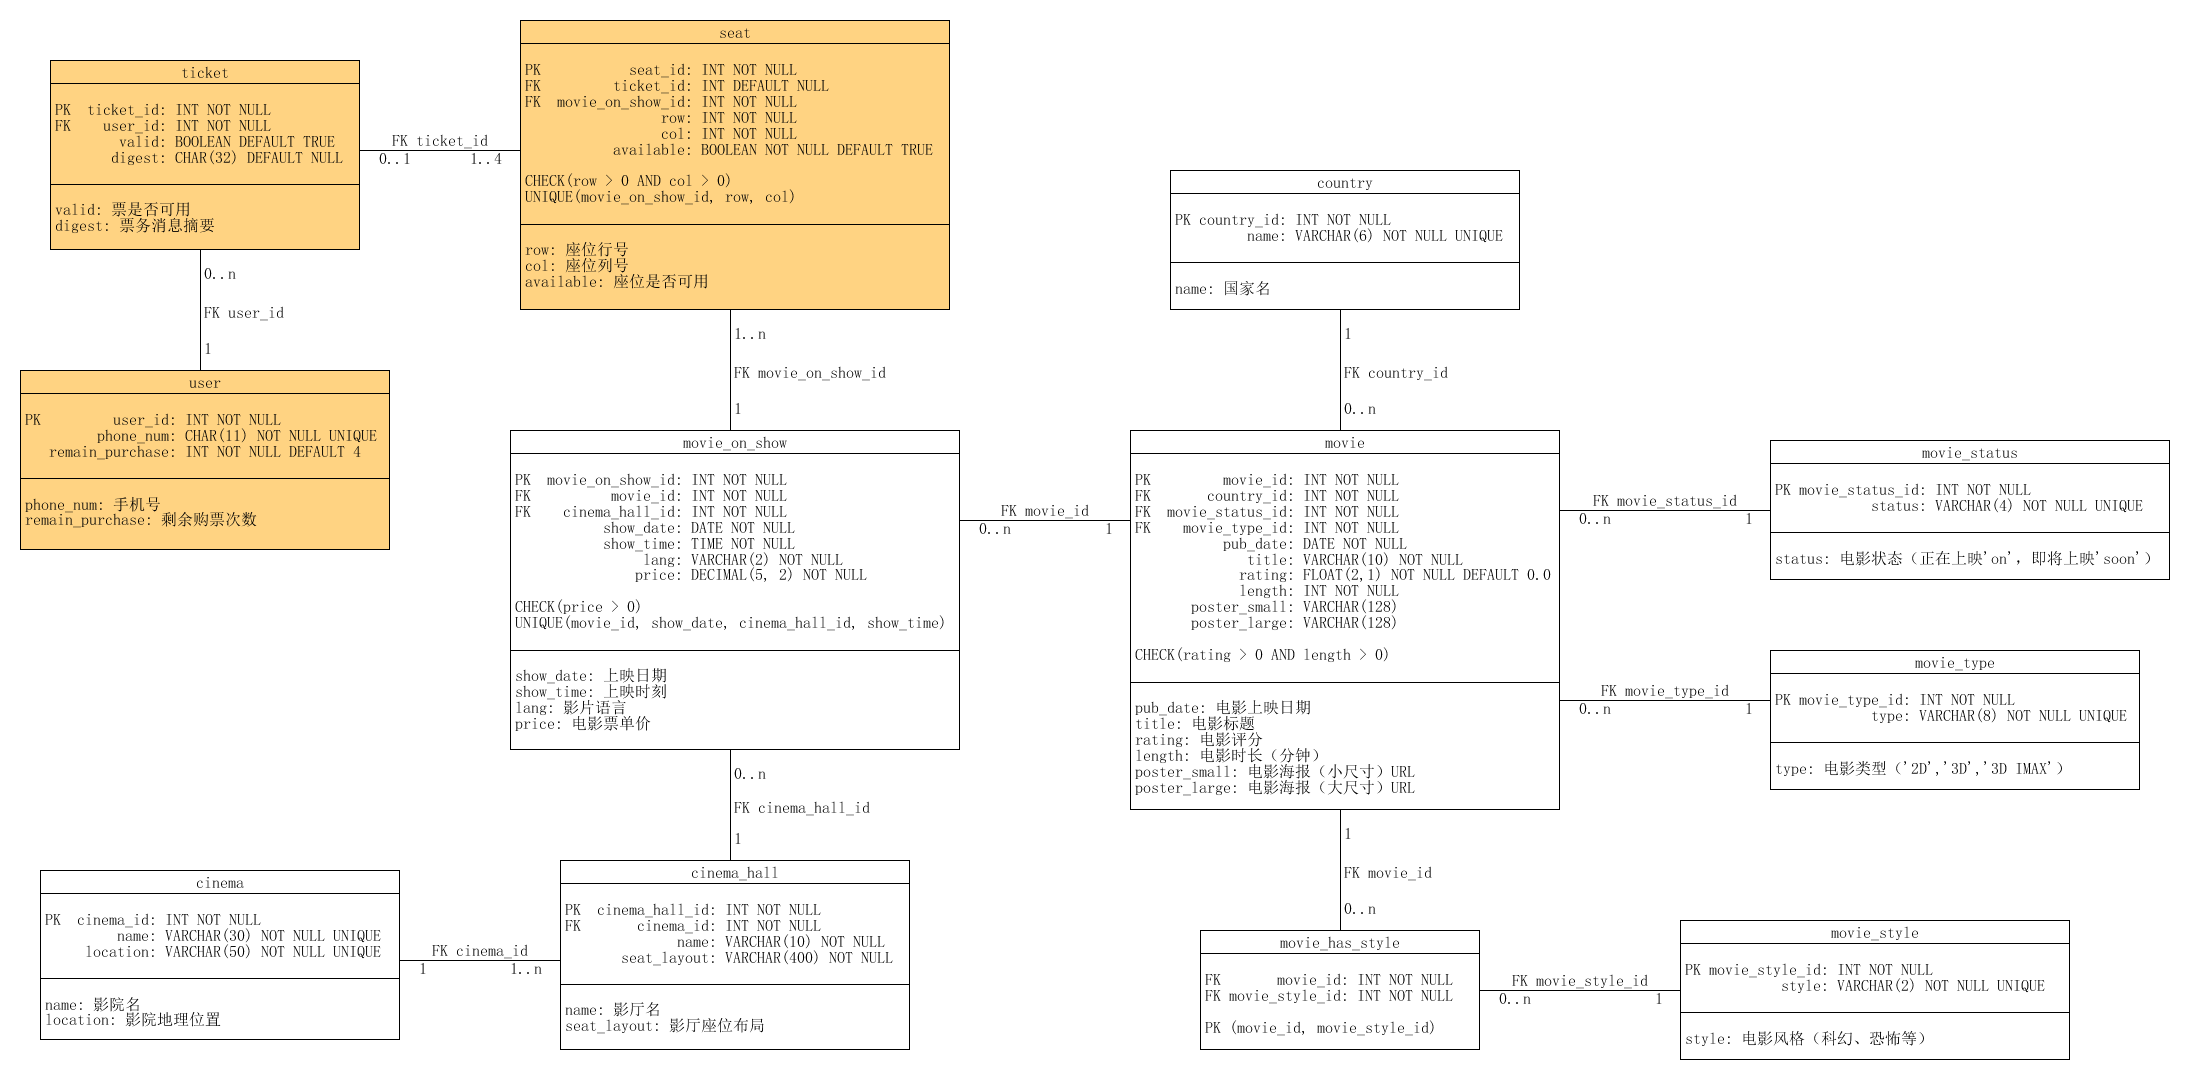 ticket
PK ticket_id: INT NOT NULL
FK user_id: INT NOT NULL
valid: BOOLEAN DEFAULT TRUE
digest: CHAR(32) DEFAULT NULL
valid: 票是否可用
digest: 票务消息摘要
FK ticket_id
0..1 1..4
seat
PK seat_id: INT NOT NULL
FK ticket_id: INT DEFAULT NULL
FK movie_on_show_id: INT NOT NULL
row: INT NOT NULL
col: INT NOT NULL
available: BOOLEAN NOT NULL DEFAULT TRUE
CHECK(row > 0 AND col > 0)
UNIQUE(movie_on_show_id, row, col)
row: 座位行号
col: 座位列号
available: 座位是否可用
0..n
FK user_id
1
user
PK user_id: INT NOT NULL
phone_num: CHAR(11) NOT NULL UNIQUE
remain_purchase: INT NOT NULL DEFAULT 4
phone_num: 手机号
remain_purchase: 剩余购票次数
1..n
FK movie_on_show_id
1
movie_on_show
PK movie_on_show_id: INT NOT NULL
FK movie_id: INT NOT NULL
FK cinema_hall_id: INT NOT NULL
show_date: DATE NOT NULL
show_time: TIME NOT NULL
lang: VARCHAR(2) NOT NULL
price: DECIMAL(5, 2) NOT NULL
CHECK(price > 0)
UNIQUE(movie_id, show_date, cinema_hall_id, show_time)
show_date: 上映日期
show_time: 上映时刻
lang: 影片语言
price: 电影票单价
FK movie_id
0..n 1
country
PK country_id: INT NOT NULL
name: VARCHAR(6) NOT NULL UNIQUE
name: 国家名
1
FK country_id
0..n
movie
PK movie_id: INT NOT NULL
FK country_id: INT NOT NULL
FK movie_status_id: INT NOT NULL
FK movie_type_id: INT NOT NULL
pub_date: DATE NOT NULL
title: VARCHAR(10) NOT NULL
rating: FLOAT(2,1) NOT NULL DEFAULT 0.0
length: INT NOT NULL
poster_small: VARCHAR(128)
poster_large: VARCHAR(128)
CHECK(rating > 0 AND length > 0)
pub_date: 电影上映日期
title: 电影标题
rating: 电影评分
length: 电影时长（分钟）
poster_small: 电影海报（小尺寸）URL
poster_large: 电影海报（大尺寸）URL
FK movie_status_id
0..n 1
movie_status
PK movie_status_id: INT NOT NULL
status: VARCHAR(4) NOT NULL UNIQUE
status: 电影状态（正在上映'on'，即将上映'soon'）
FK movie_type_id
0..n 1
movie_type
PK movie_type_id: INT NOT NULL
type: VARCHAR(8) NOT NULL UNIQUE
type: 电影类型（'2D','3D','3D IMAX'）
0..n
FK cinema_hall_id
1
cinema
PK cinema_id: INT NOT NULL
name: VARCHAR(30) NOT NULL UNIQUE
location: VARCHAR(50) NOT NULL UNIQUE
name: 影院名
location: 影院地理位置
FK cinema_id
1 1..n
cinema_hall
PK cinema_hall_id: INT NOT NULL
FK cinema_id: INT NOT NULL
name: VARCHAR(10) NOT NULL
seat_layout: VARCHAR(400) NOT NULL
name: 影厅名
seat_layout: 影厅座位布局
1
FK movie_id
0..n
movie_has_style
FK movie_id: INT NOT NULL
FK movie_style_id: INT NOT NULL
PK (movie_id, movie_style_id)
FK movie_style_id
0..n 1
movie_style
PK movie_style_id: INT NOT NULL
style: VARCHAR(2) NOT NULL UNIQUE
style: 电影风格（科幻、恐怖等）